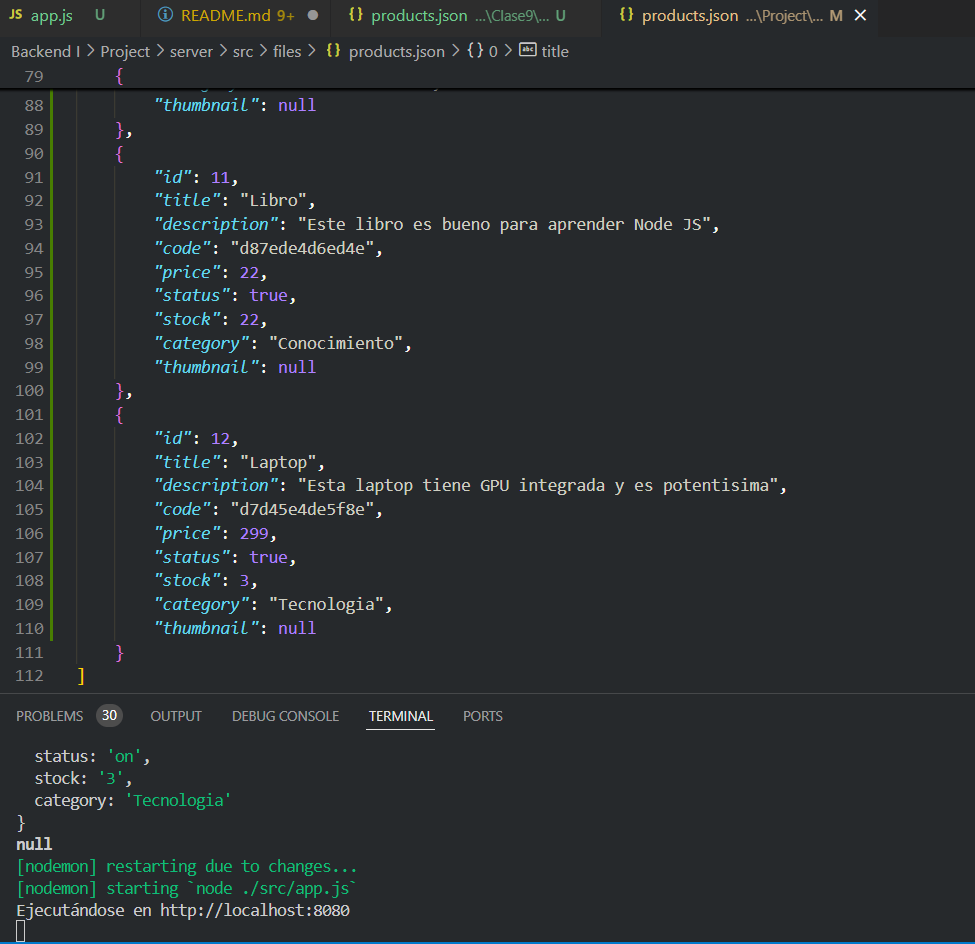 JS app.js U README.md 9+ products.json ...\Clase9\... U products.json ...\Project\... M
Backend I > Project > server > src > files > {} products.json > {} 0 > abc title
79 {
88 "thumbnail": null
89 },
90 {
91 "id": 11,
92 "title": "Libro",
93 "description": "Este libro es bueno para aprender Node JS",
94 "code": "d87ede4d6ed4e",
95 "price": 22,
96 "status": true,
97 "stock": 22,
98 "category": "Conocimiento",
99 "thumbnail": null
100 },
101 {
102 "id": 12,
103 "title": "Laptop",
104 "description": "Esta laptop tiene GPU integrada y es potentisima",
105 "code": "d7d45e4de5f8e",
106 "price": 299,
107 "status": true,
108 "stock": 3,
109 "category": "Tecnologia",
110 "thumbnail": null
111 }
112 ]
PROBLEMS 30 OUTPUT DEBUG CONSOLE TERMINAL PORTS
status: 'on',
stock: '3',
category: 'Tecnologia'
}
null
[nodemon] restarting due to changes...
[nodemon] starting `node ./src/app.js`
Ejecutándose en http://localhost:8080